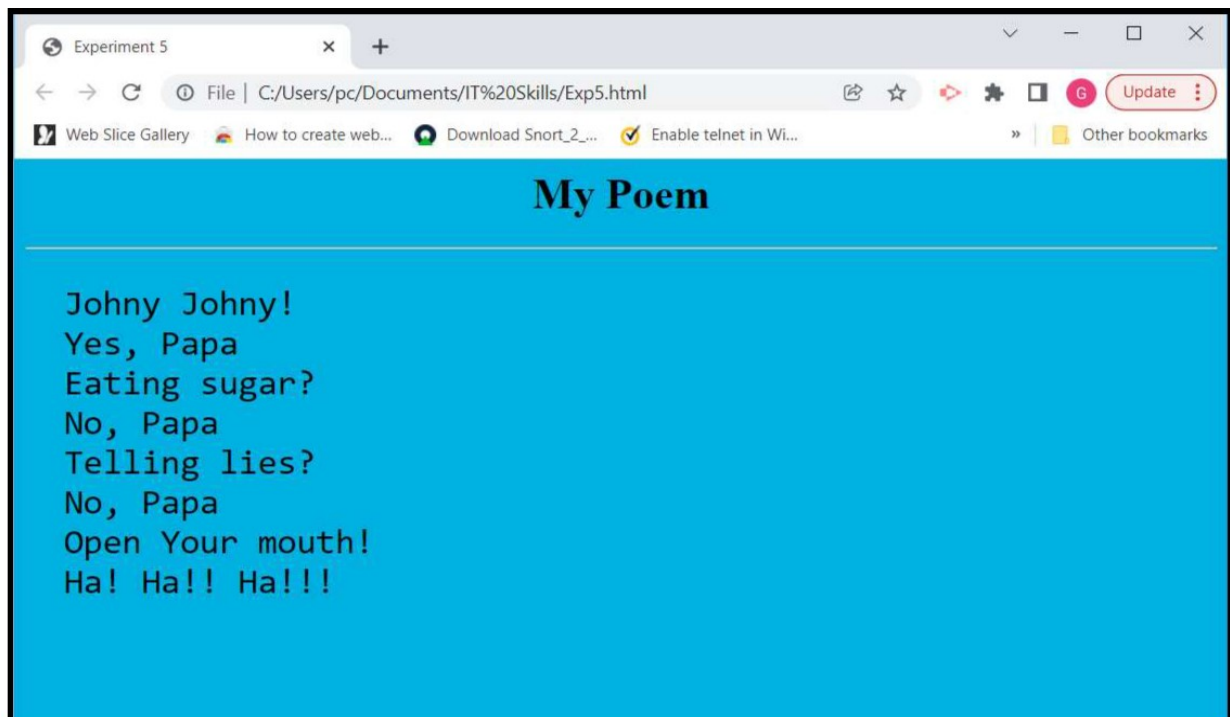 Experiment 5
File | C:/Users/pc/Documents/IT%20Skills/Exp5.html
G
Update
Web Slice Gallery How to create web... Download Snort_2_... Enable telnet in Wi... » Other bookmarks
My Poem
Johny Johny!
Yes, Papa
Eating sugar?
No, Papa
Telling lies?
No, Papa
Open Your mouth!
Ha! Ha!! Ha!!!